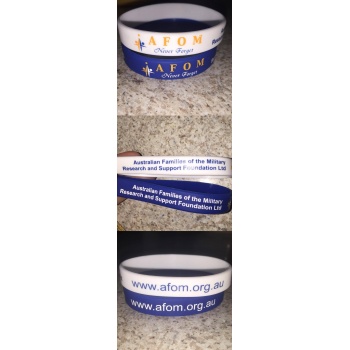 AFOM
Never Forget
AFOM
Never Forget
Australian Families of the Military
Research and Support Foundation Ltd
Australian Families of the Military
Research and Support Foundation Ltd
www.afom.org.au
www.afom.org.au